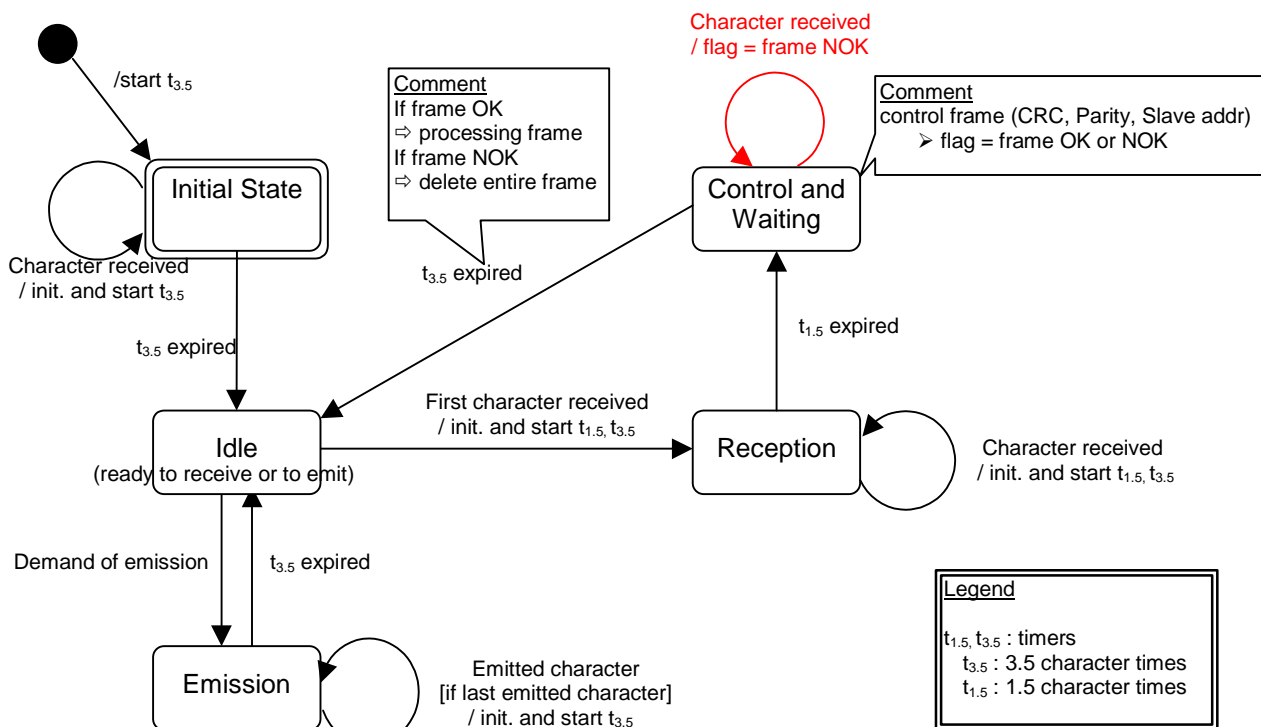 Character received
/ flag = frame NOK
/start t3.5
Comment
If frame OK
⇨ processing frame
If frame NOK
⇨ delete entire frame
Comment
control frame (CRC, Parity, Slave addr)
➢ flag = frame OK or NOK
Initial State
Control and
Waiting
Character received
/ init. and start t3.5
t3.5 expired
t1.5 expired
t3.5 expired
First character received
/ init. and start t1.5, t3.5
Idle
(ready to receive or to emit)
Reception
Character received
/ init. and start t1.5, t3.5
Demand of emission
t3.5 expired
Emission
Emitted character
[if last emitted character]
/ init. and start t3.5
Legend
t1.5, t3.5 : timers
t3.5 : 3.5 character times
t1.5 : 1.5 character times